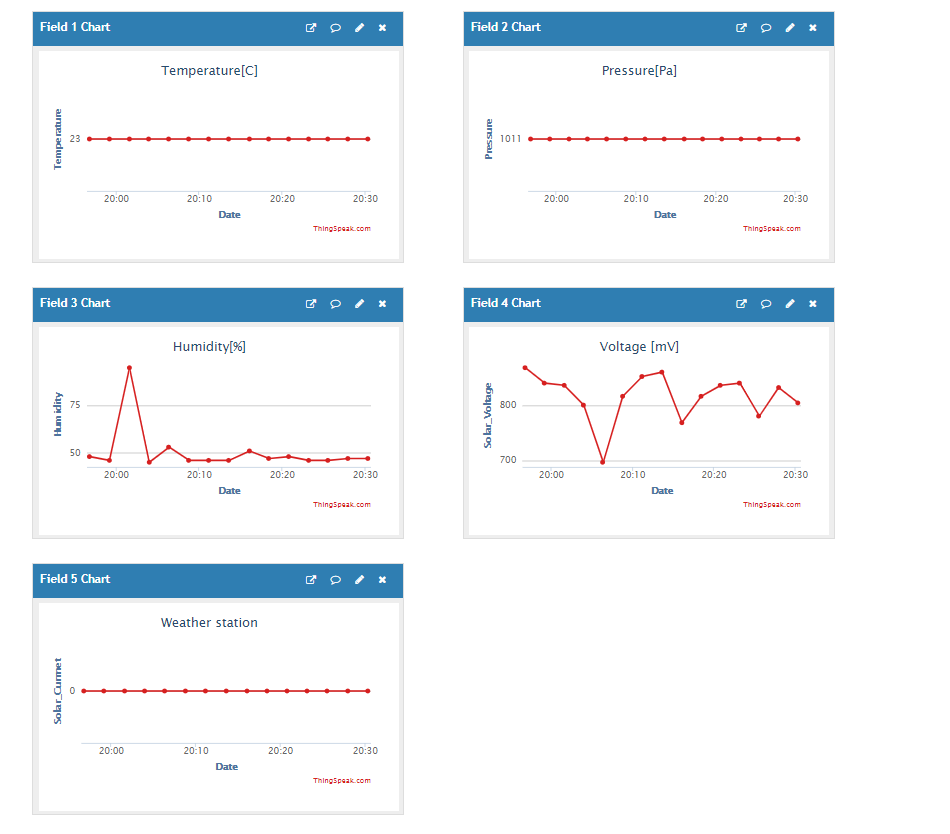 Field 1 Chart
Temperature[C]
Temperature
23
20:00 20:10 20:20 20:30
Date
ThingSpeak.com
Field 2 Chart
Pressure[Pa]
Pressure
1011
20:00 20:10 20:20 20:30
Date
ThingSpeak.com
Field 3 Chart
Humidity[%]
Humidity
75
50
20:00 20:10 20:20 20:30
Date
ThingSpeak.com
Field 4 Chart
Voltage [mV]
Solar_Voltage
800
700
20:00 20:10 20:20 20:30
Date
ThingSpeak.com
Field 5 Chart
Weather station
0
20:00 20:10 20:20 20:30
Date
ThingSpeak.com